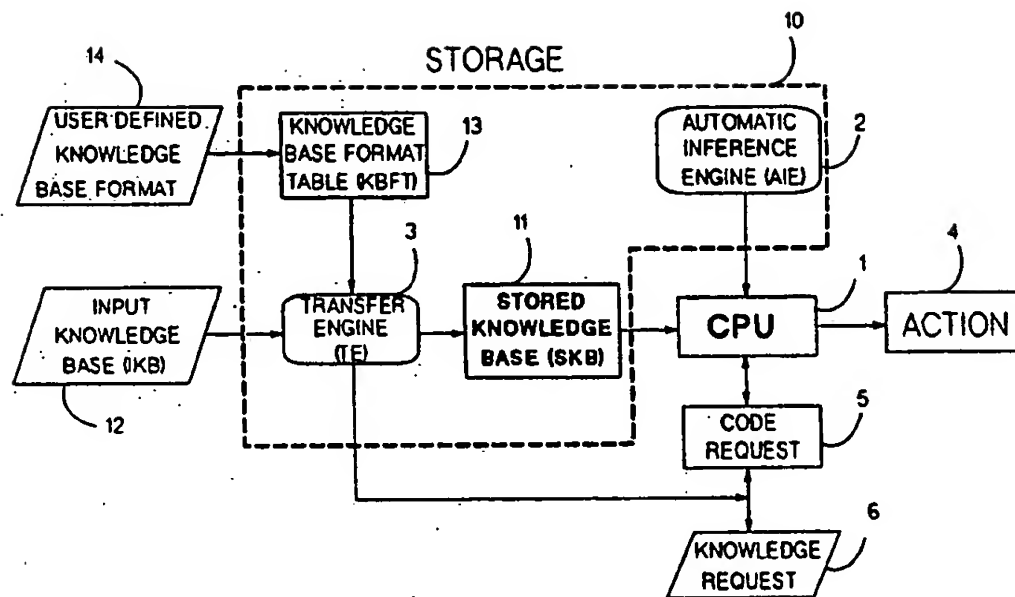 10
STORAGE
14
USER DEFINED
KNOWLEDGE
BASE FORMAT
KNOWLEDGE
BASE FORMAT
TABLE (KBFT)
13
AUTOMATIC
INFERENCE
ENGINE (AIE)
2
3
11
1
4
INPUT
KNOWLEDGE
BASE (IKB)
12
TRANSFER
ENGINE
(TE)
STORED
KNOWLEDGE
BASE (SKB)
CPU
ACTION
5
CODE
REQUEST
6
KNOWLEDGE
REQUEST